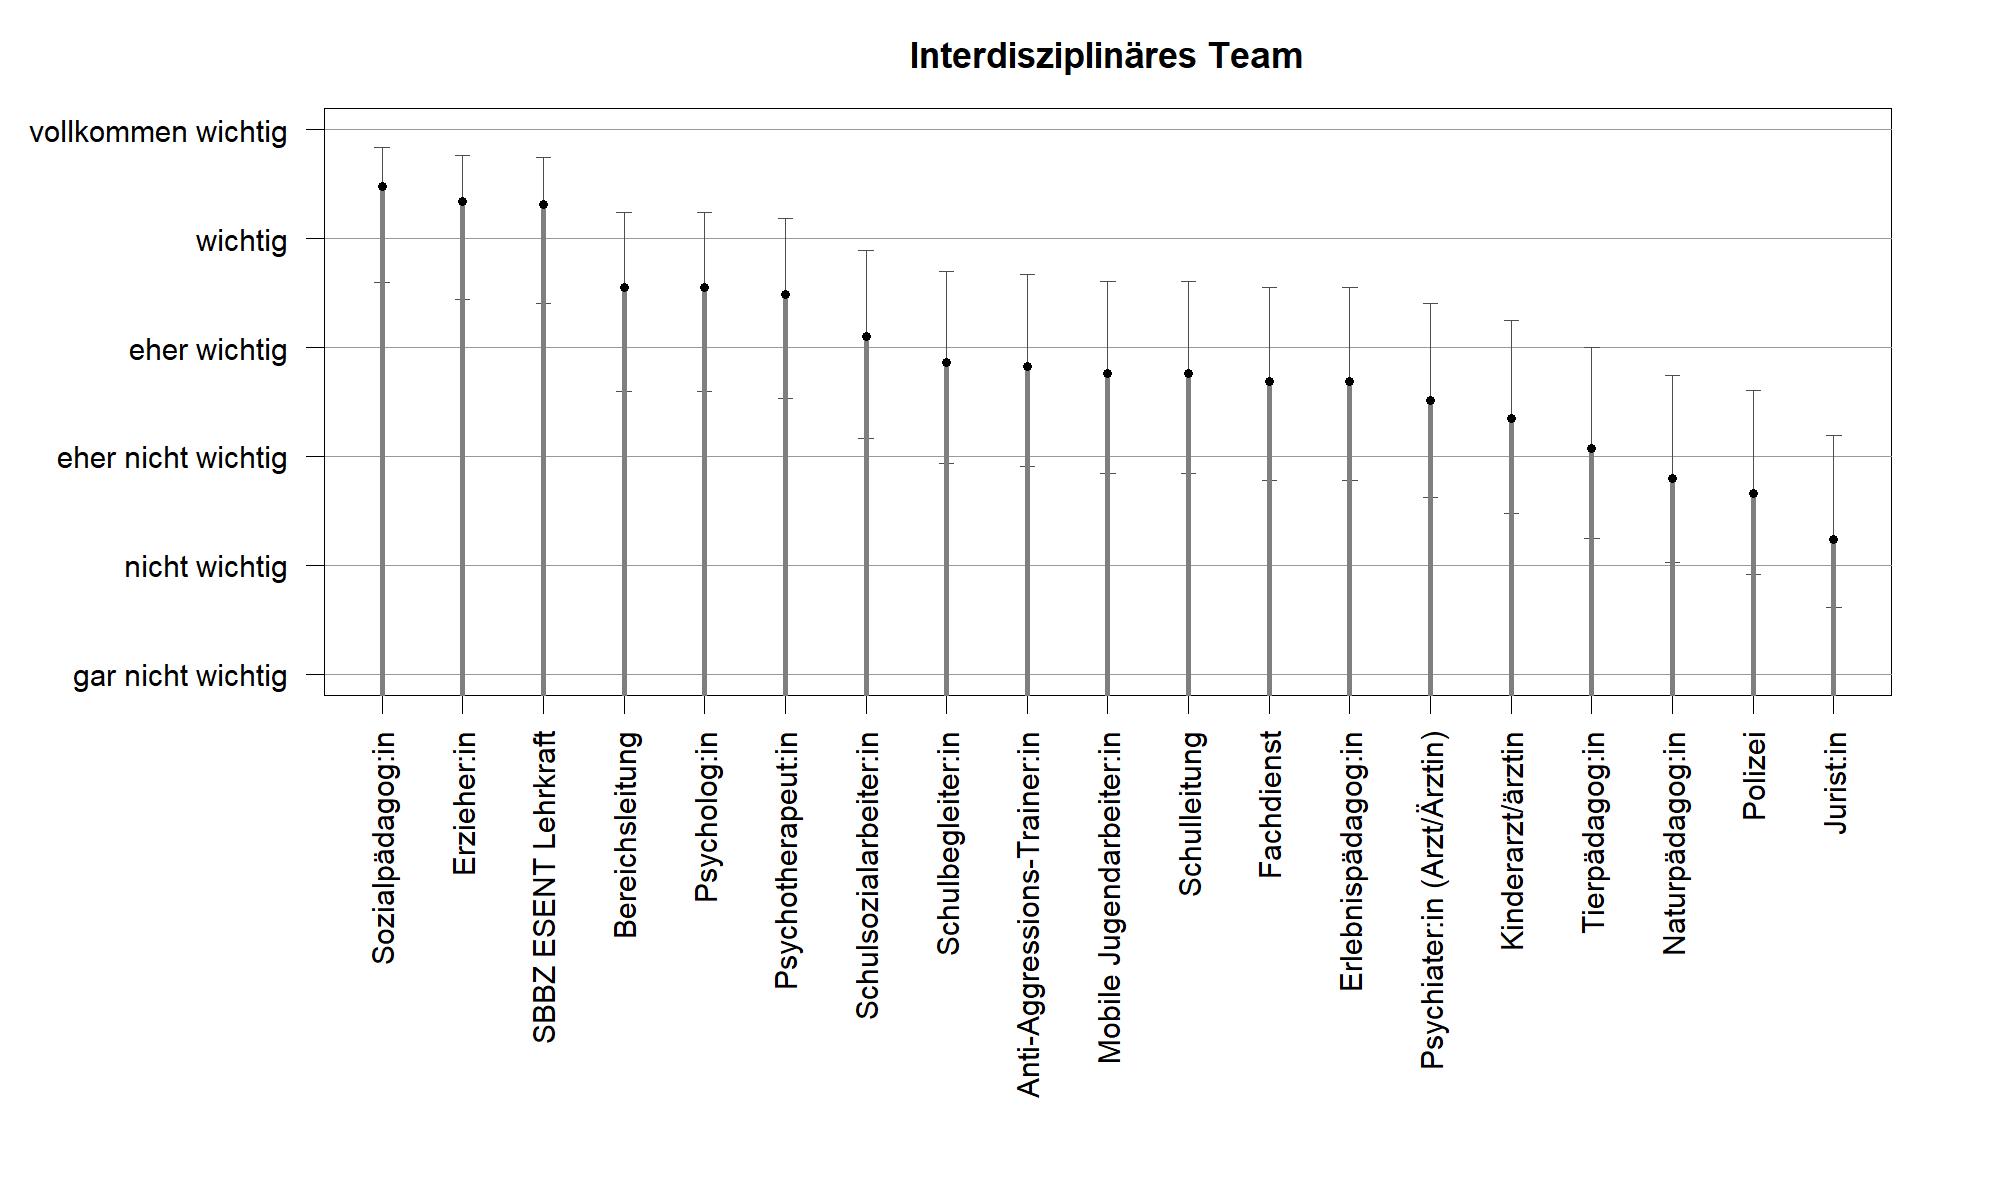 Interdisziplinäres Team
vollkommen wichtig
wichtig
eher wichtig
eher nicht wichtig
nicht wichtig
gar nicht wichtig
Sozialpädagog:in
Erzieher:in
SBBZ ESENT Lehrkraft
Bereichsleitung
Psycholog:in
Psychotherapeut:in
Schulsozialarbeiter:in
Schulbegleiter:in
Anti-Aggressions-Trainer:in
Mobile Jugendarbeiter:in
Schulleitung
Fachdienst
Erlebnispädagog:in
Psychiater:in (Arzt/Ärztin)
Kinderarzt/ärztin
Tierpädagog:in
Naturpädagog:in
Polizei
Jurist:in